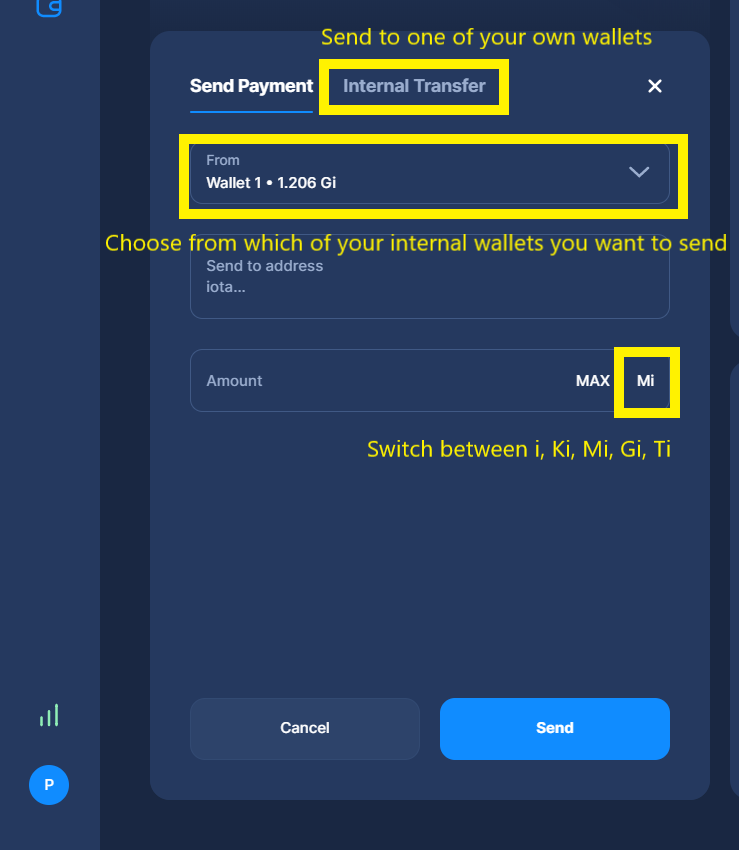 Send to one of your own wallets
Send Payment
Internal Transfer
From
Wallet 1 • 1.206 Gi
Choose from which of your internal wallets you want to send
Send to address
iota...
Amount
MAX
Mi
Switch between i, Ki, Mi, Gi, Ti
Cancel
Send
P